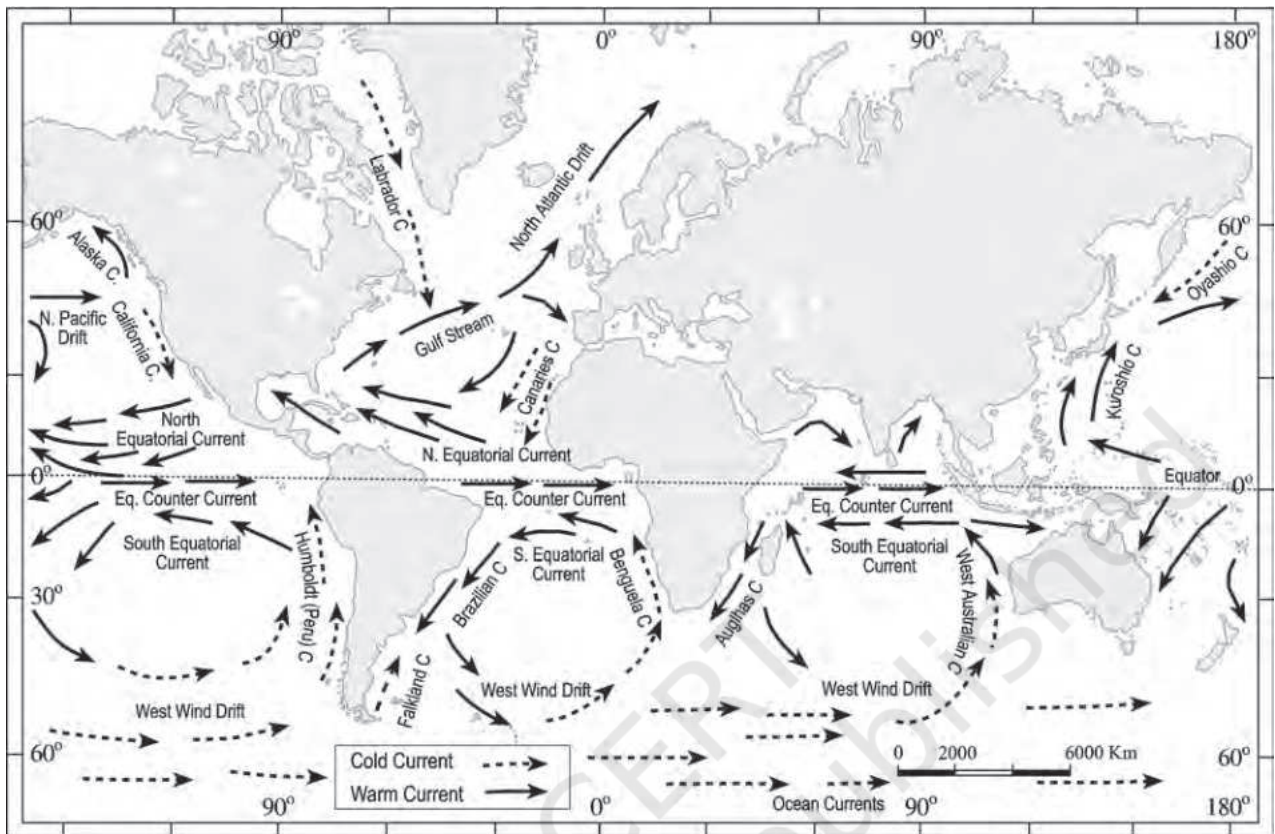 90°
0°
90°
180°
Labrador C
North Atlantic Drift
60°
60°
Alaska C.
Oyashio C
N. Pacific
Drift
California C.
Gulf Stream
Canaries C
Kuroshio C
North
Equatorial Current
N. Equatorial Current
0°
Equator
0°
Eq. Counter Current
Eq. Counter Current
Eq. Counter Current
South Equatorial
Current
Humboldt (Peru) C
Brazilian C
S. Equatorial
Current
Benguela C
South Equatorial
Current
West Australian C
30°
30°
Auglhas C
Falkland C
West Wind Drift
West Wind Drift
West Wind Drift
60°
60°
Cold Current
Warm Current
0 2000 6000 Km
Ocean Currents
90°
0°
90°
180°
NCERT
republished